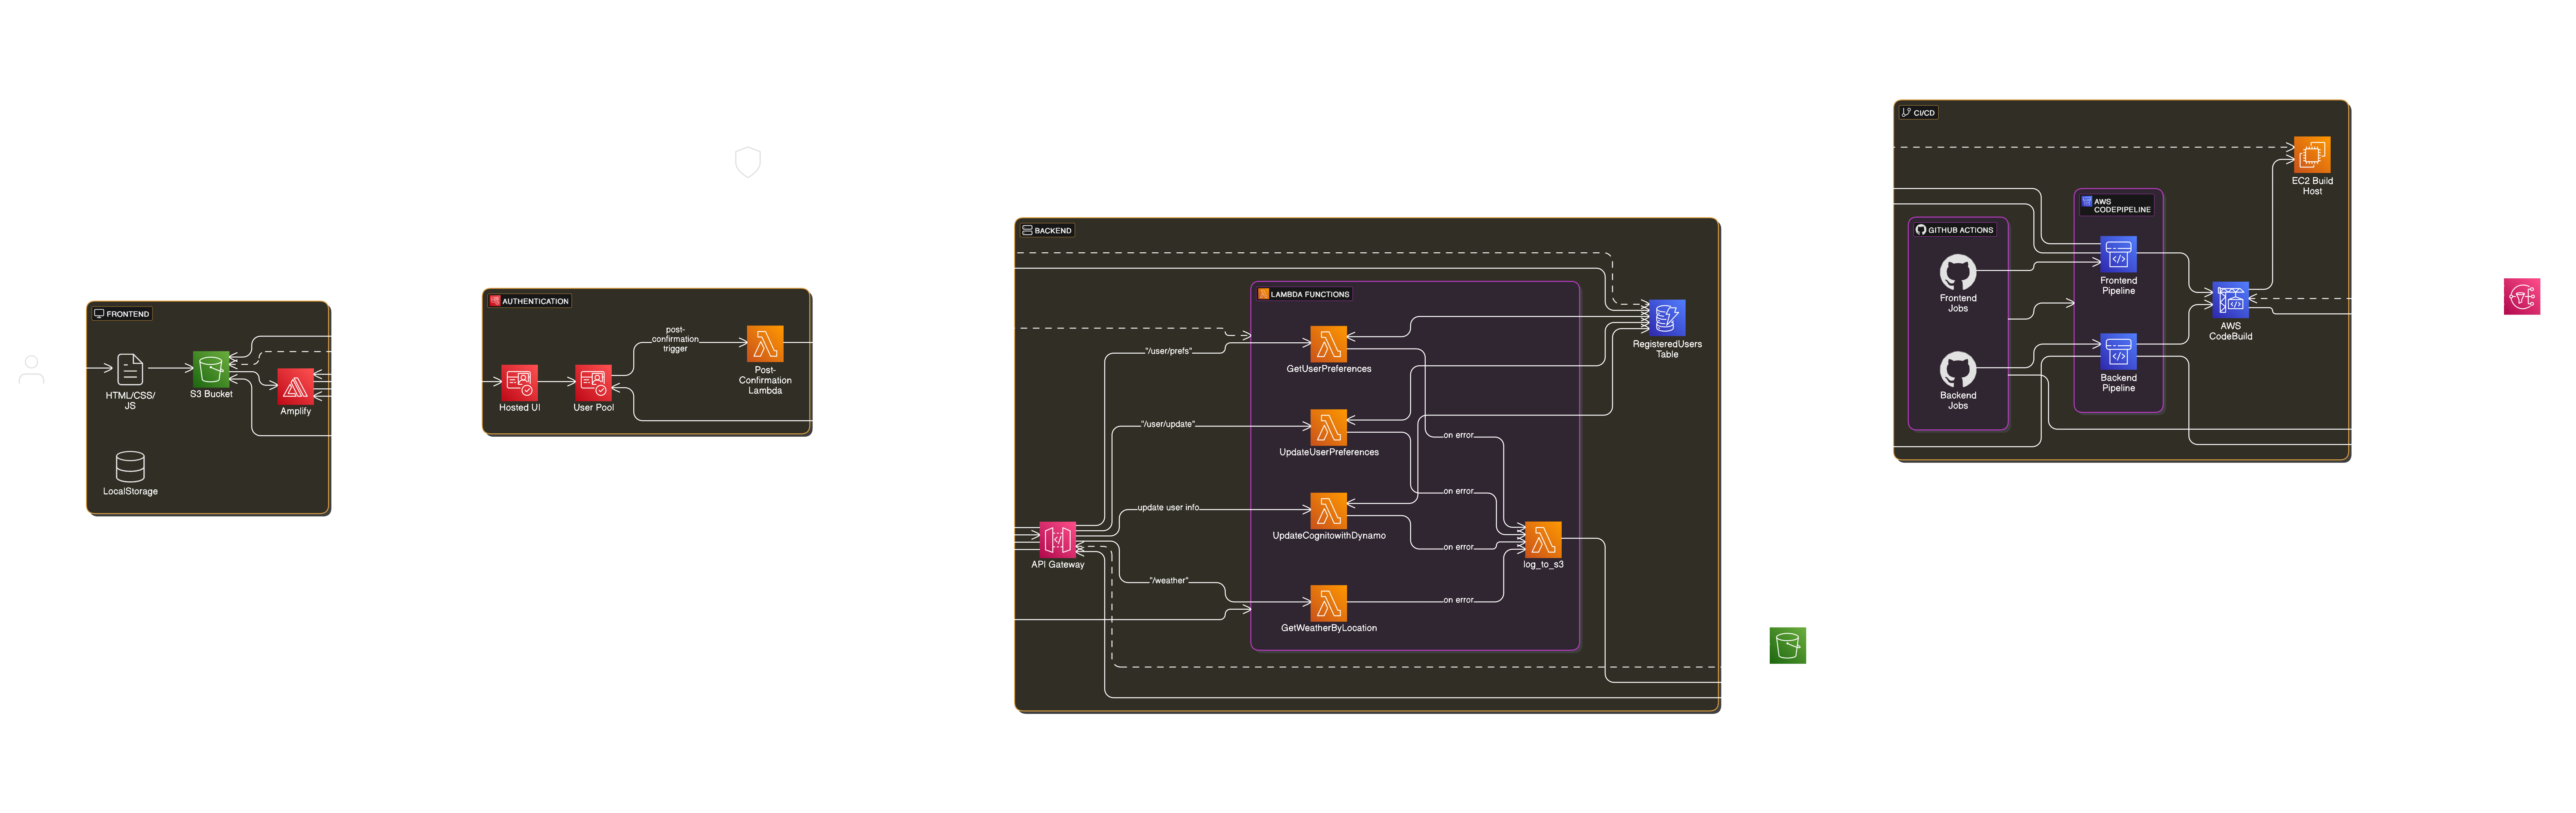 FRONTEND
HTML/CSS/
JS
S3 Bucket
Amplify
LocalStorage
AUTHENTICATION
Hosted UI
User Pool
post-
confirmation
trigger
Post-
Confirmation
Lambda
BACKEND
API Gateway
"/user/prefs"
"/user/update"
update user info
"/weather"
LAMBDA FUNCTIONS
GetUserPreferences
UpdateUserPreferences
UpdateCognitowithDynamo
GetWeatherByLocation
on error
on error
on error
on error
log_to_s3
RegisteredUsers
Table
CI/CD
GITHUB ACTIONS
Frontend
Jobs
Backend
Jobs
AWS
CODEPIPELINE
Frontend
Pipeline
Backend
Pipeline
AWS
CodeBuild
EC2 Build
Host